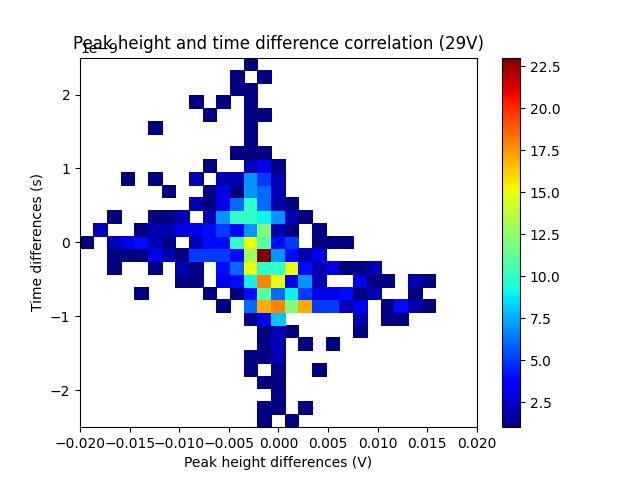 Peak height and time difference correlation (29V)
1e−9
2
1
0
−1
−2
Time differences (s)
−0.020 −0.015 −0.010 −0.005 0.000 0.005 0.010 0.015 0.020
Peak height differences (V)
22.5
20.0
17.5
15.0
12.5
10.0
7.5
5.0
2.5